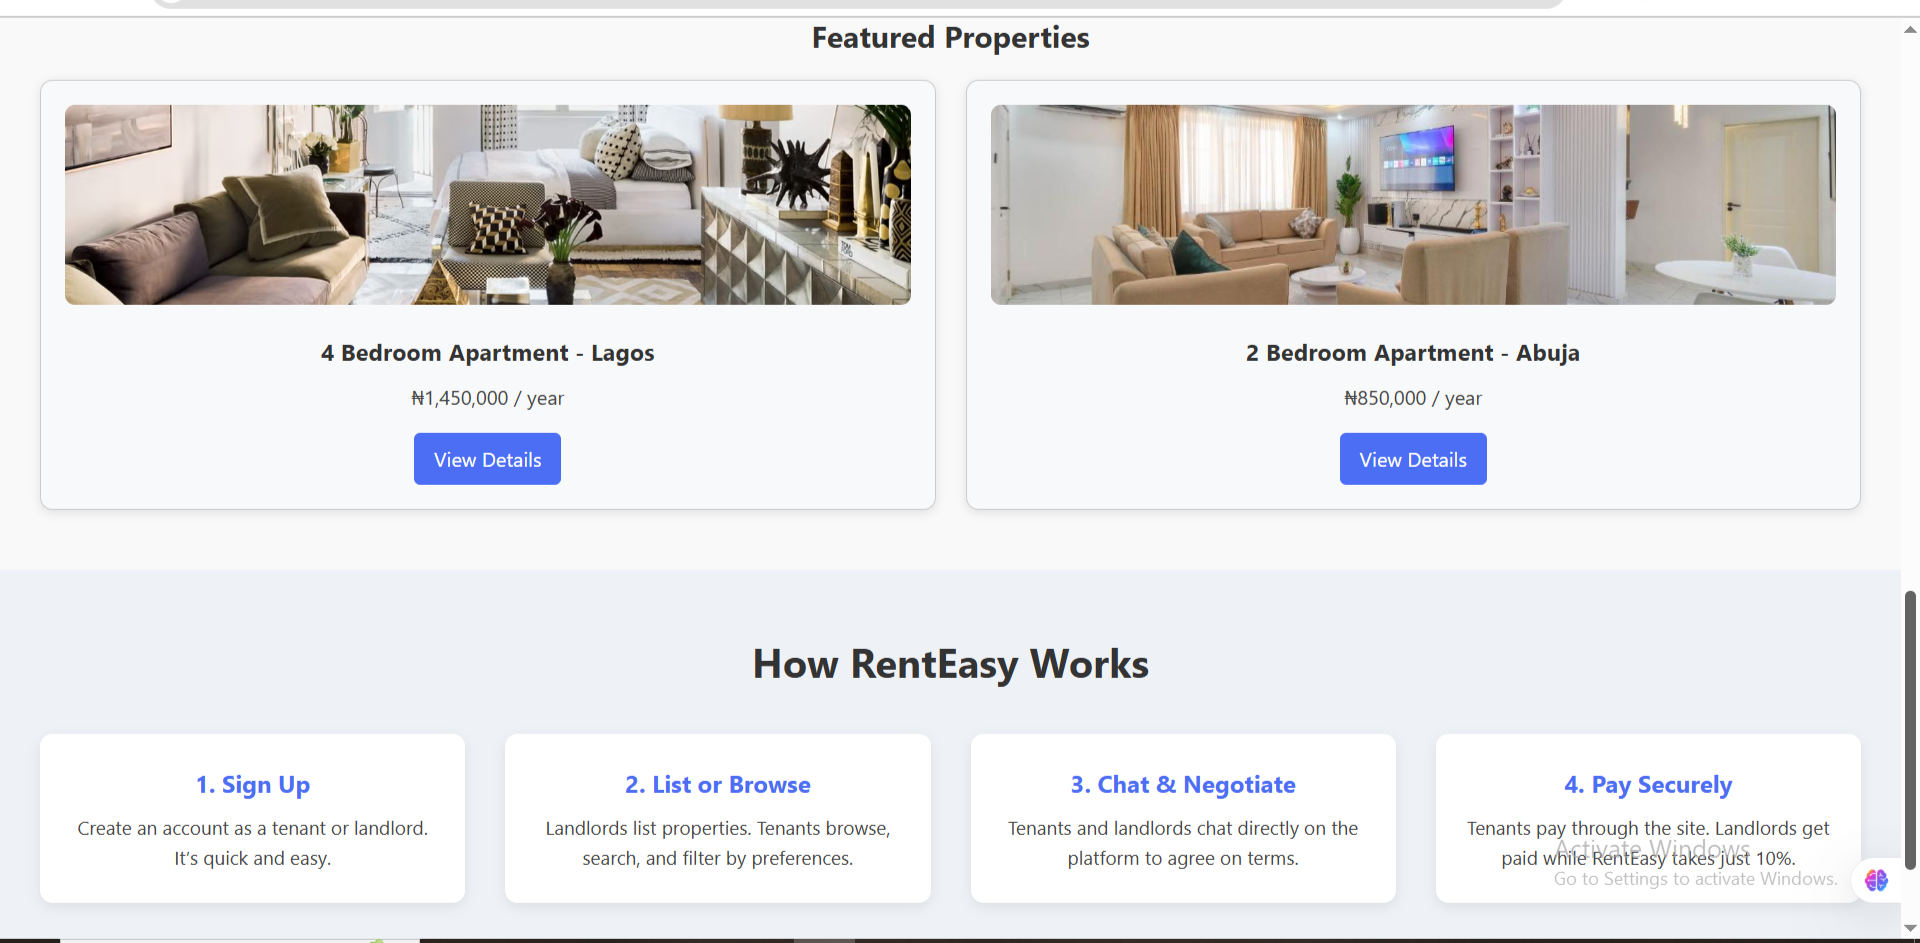 Featured Properties
4 Bedroom Apartment - Lagos
₦1,450,000 / year
View Details
2 Bedroom Apartment - Abuja
₦850,000 / year
View Details
How RentEasy Works
1. Sign Up
Create an account as a tenant or landlord.
It’s quick and easy.
2. List or Browse
Landlords list properties. Tenants browse,
search, and filter by preferences.
3. Chat & Negotiate
Tenants and landlords chat directly on the
platform to agree on terms.
4. Pay Securely
Tenants pay through the site. Landlords get
paid while RentEasy takes just 10%.
Activate Windows
Go to Settings to activate Windows.